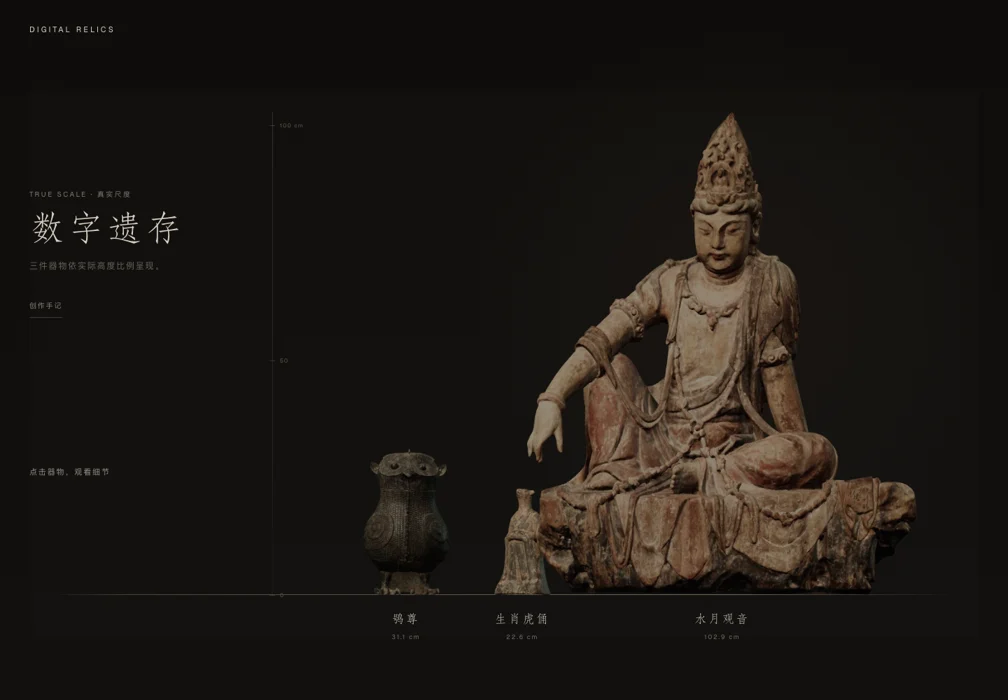 DIGITAL RELICS
100 cm
TRUE SCALE · 真实尺度
数字遗存
三件器物依实际高度比例呈现。
创作手记
50
点击器物，观看细节
0
鸮尊
31.1 cm
生肖虎俑
22.6 cm
水月观音
102.9 cm